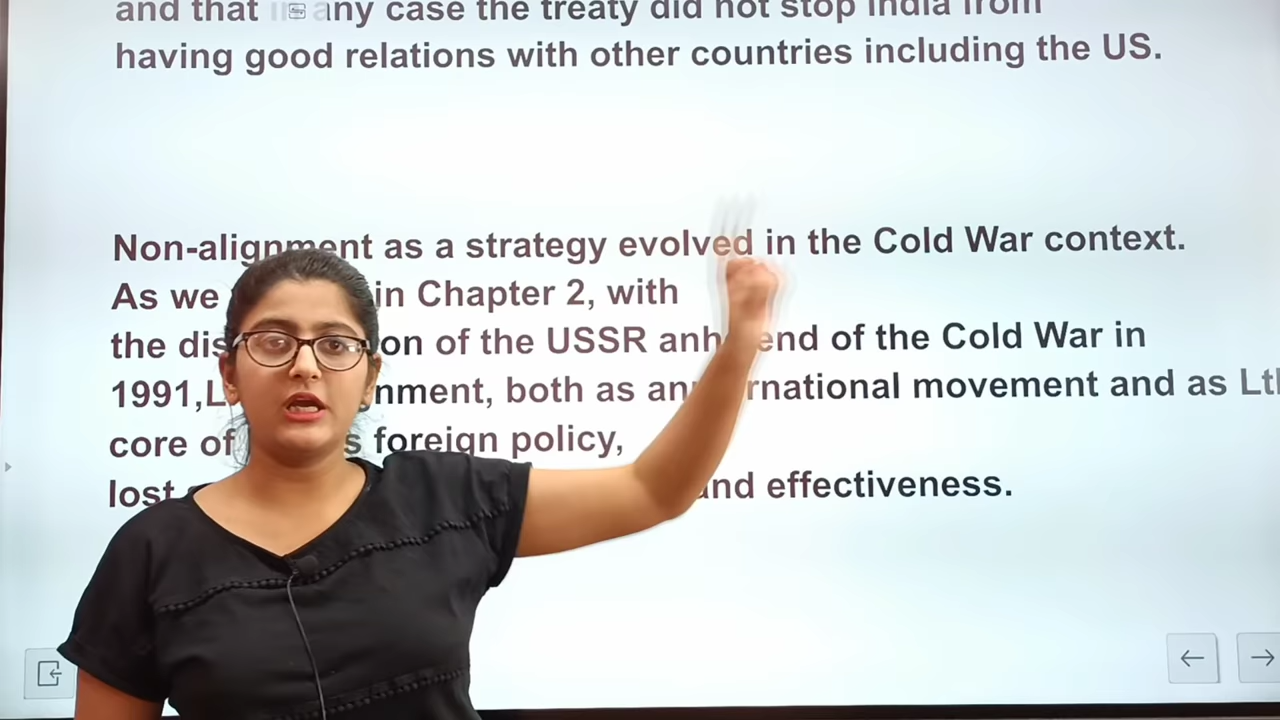 and that any case the treaty did not stop India from
having good relations with other countries including the US.
Non-alignment as a strategy evolved in the Cold War context.
As we in Chapter 2, with
the dis on of the USSR anh end of the Cold War in
1991,L nment, both as an rnational movement and as Lth
core of s foreign policy,
lost and effectiveness.